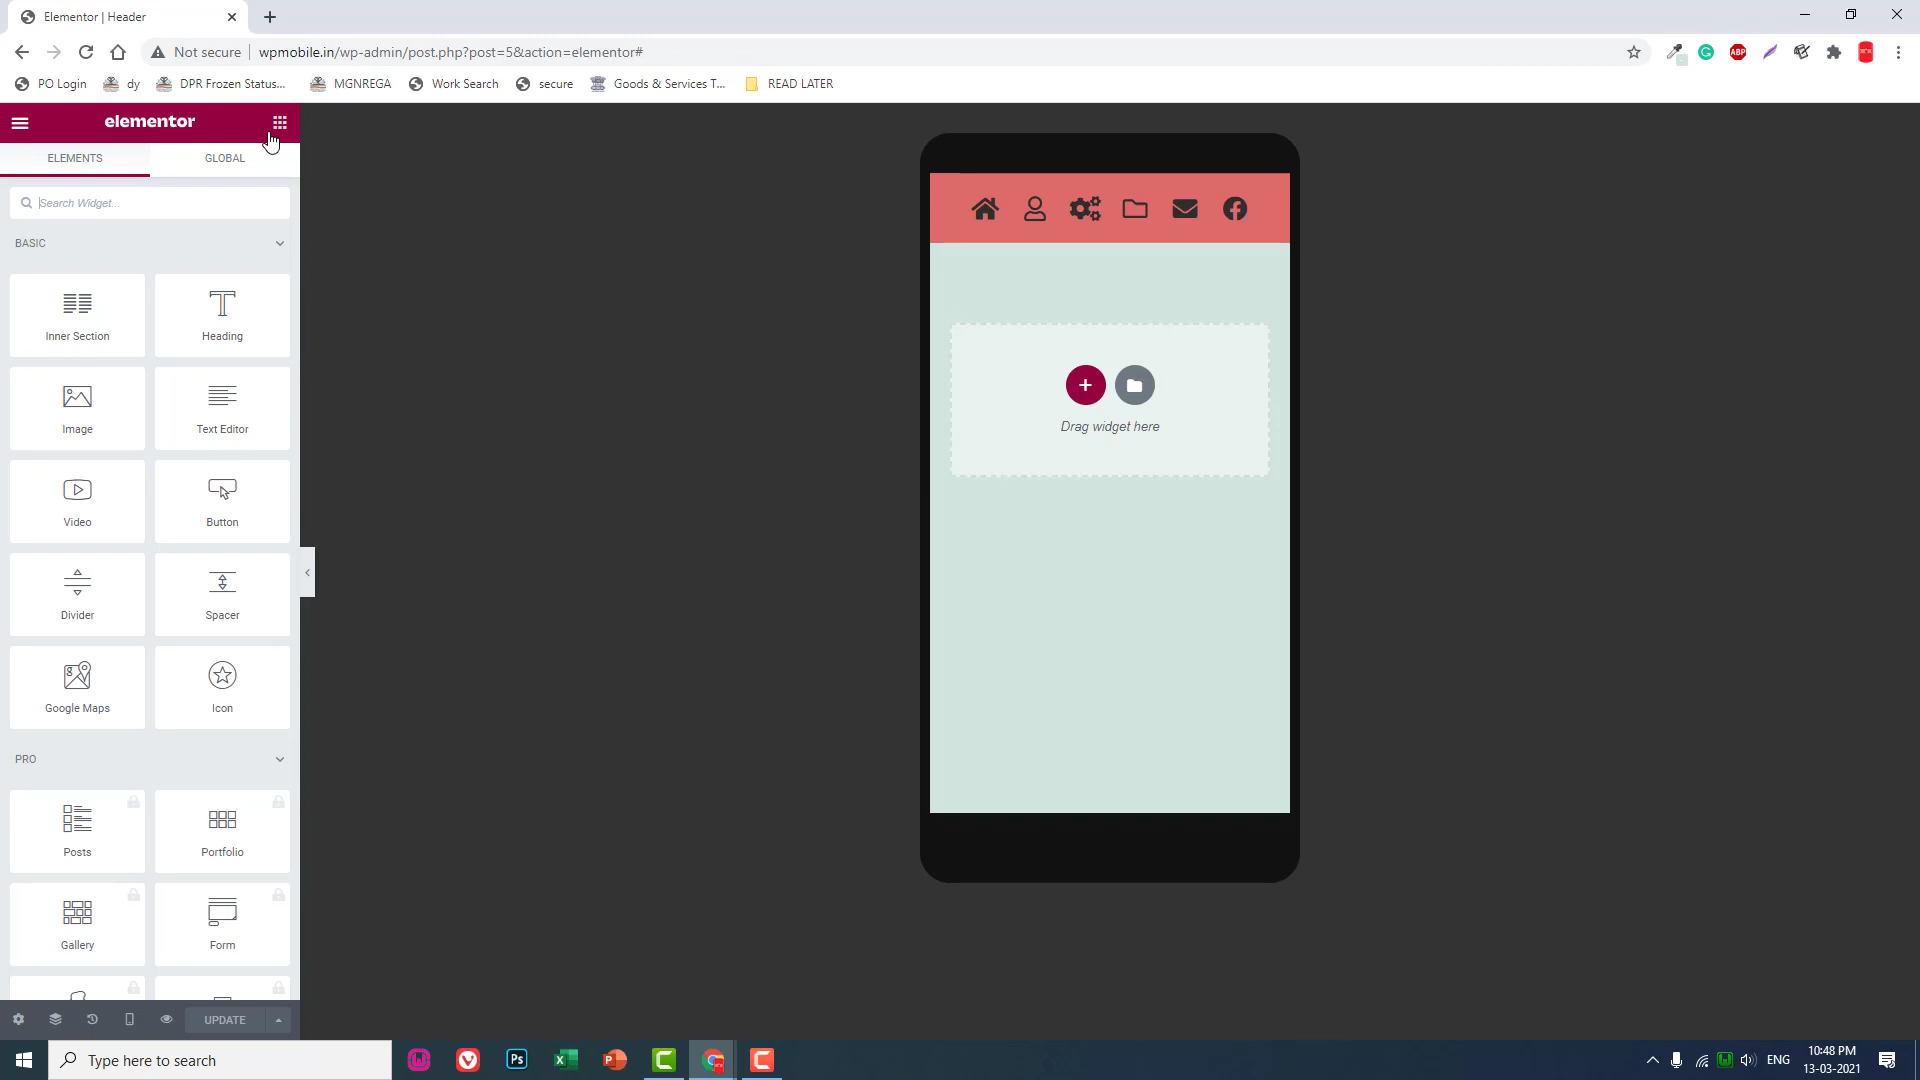 Elementor | Header
Not secure
wpmobile.in/wp-admin/post.php?post=5&action=elementor#
PO Login
dy
DPR Frozen Status...
MGNREGA
Work Search
secure
Goods & Services T...
READ LATER
ABP
elementor
ELEMENTS
GLOBAL
Search Widget...
BASIC
Inner Section
Heading
Image
Text Editor
Video
Button
Divider
Spacer
Google Maps
Icon
PRO
Posts
Portfolio
Gallery
Form
UPDATE
Drag widget here
Type here to search
Ps
ENG
10:48 PM
13-03-2021